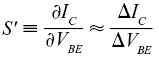 S' ≡ ∂I_C / ∂V_BE ≈ ΔI_C / ΔV_BE